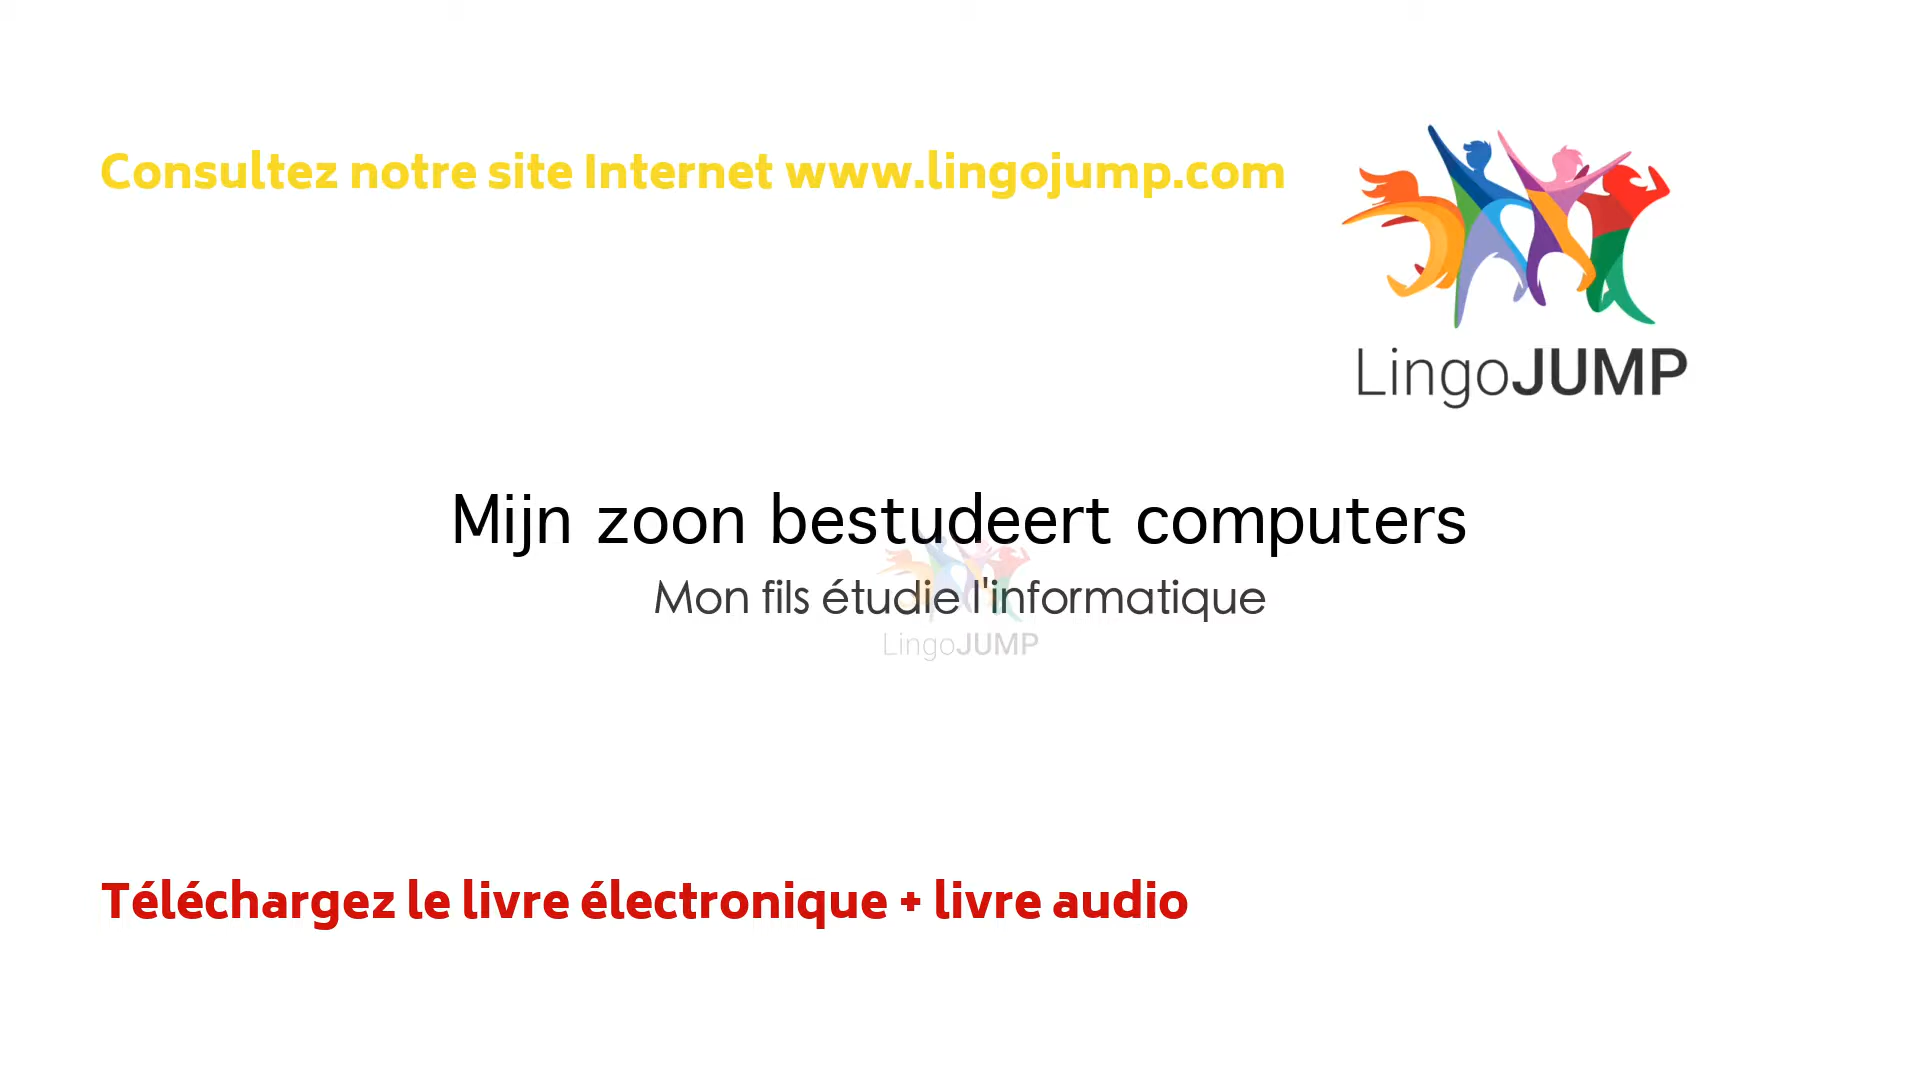 Consultez notre site Internet www.lingojump.com
LingoJUMP
Mijn zoon bestudeert computers
Mon fils étudie l'informatique
LingoJUMP
Téléchargez le livre électronique + livre audio